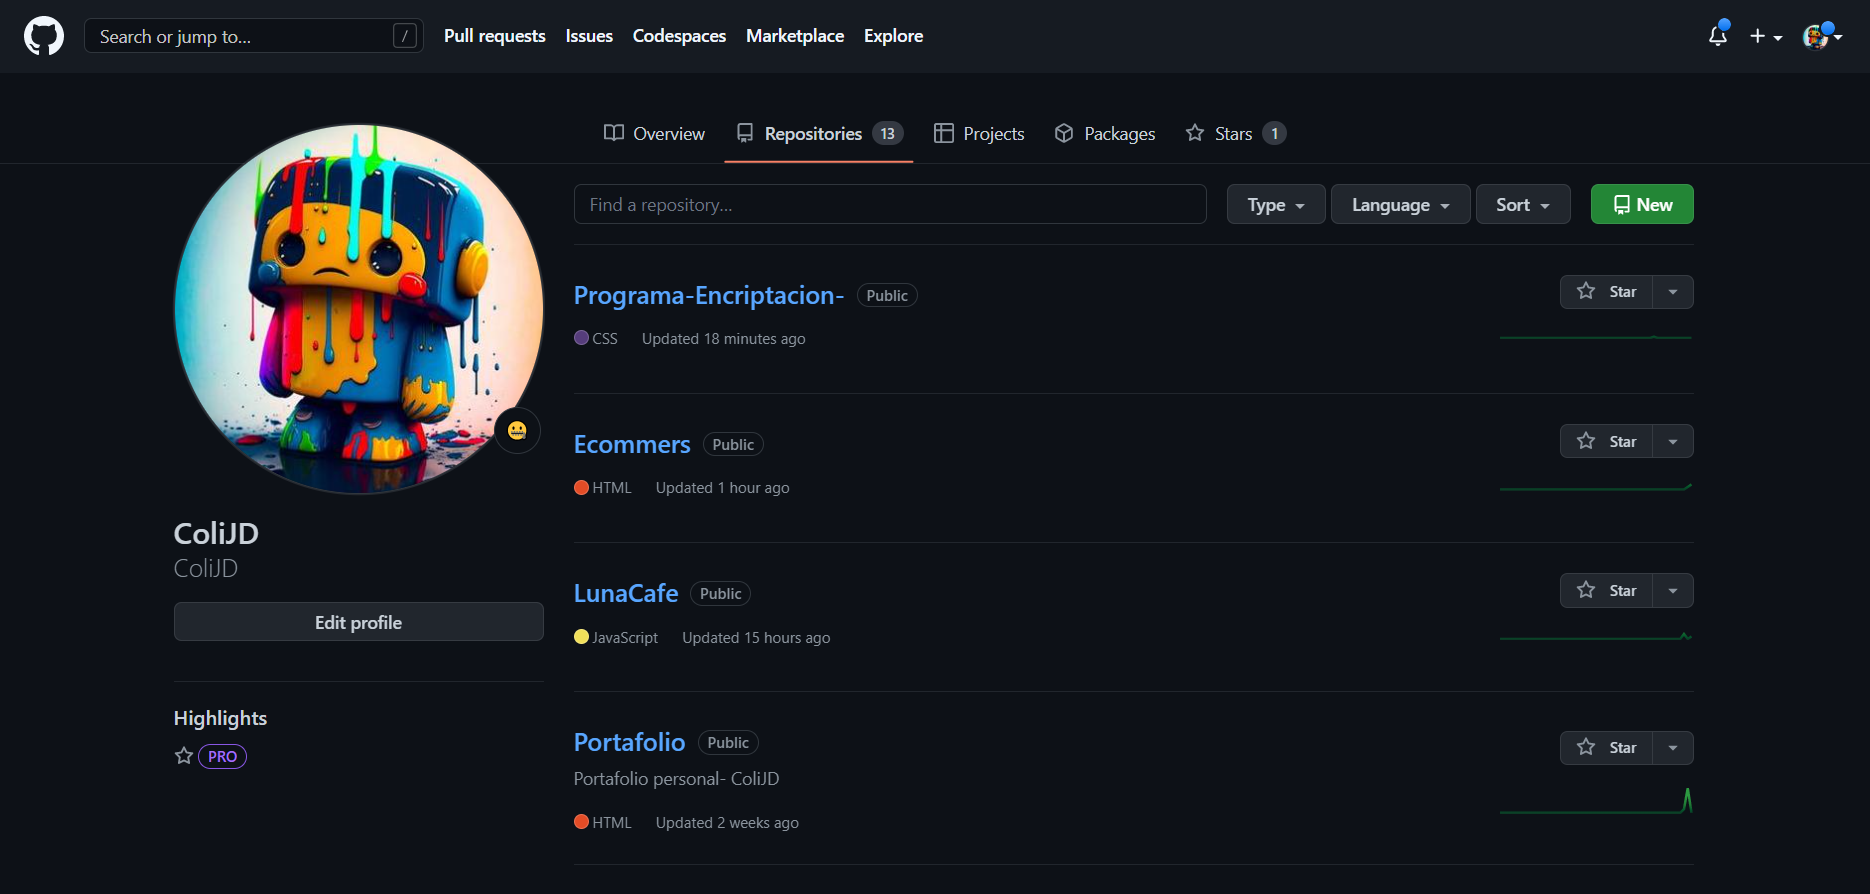 Search or jump to... /
Pull requests Issues Codespaces Marketplace Explore
Overview Repositories 13 Projects Packages Stars 1
Find a repository... Type Language Sort New
Programa-Encriptacion- Public
Star
CSS Updated 18 minutes ago
Ecommers Public
Star
HTML Updated 1 hour ago
LunaCafe Public
Star
JavaScript Updated 15 hours ago
Portafolio Public
Star
Portafolio personal- ColiJD
HTML Updated 2 weeks ago
ColiJD
ColiJD
Edit profile
Highlights
PRO